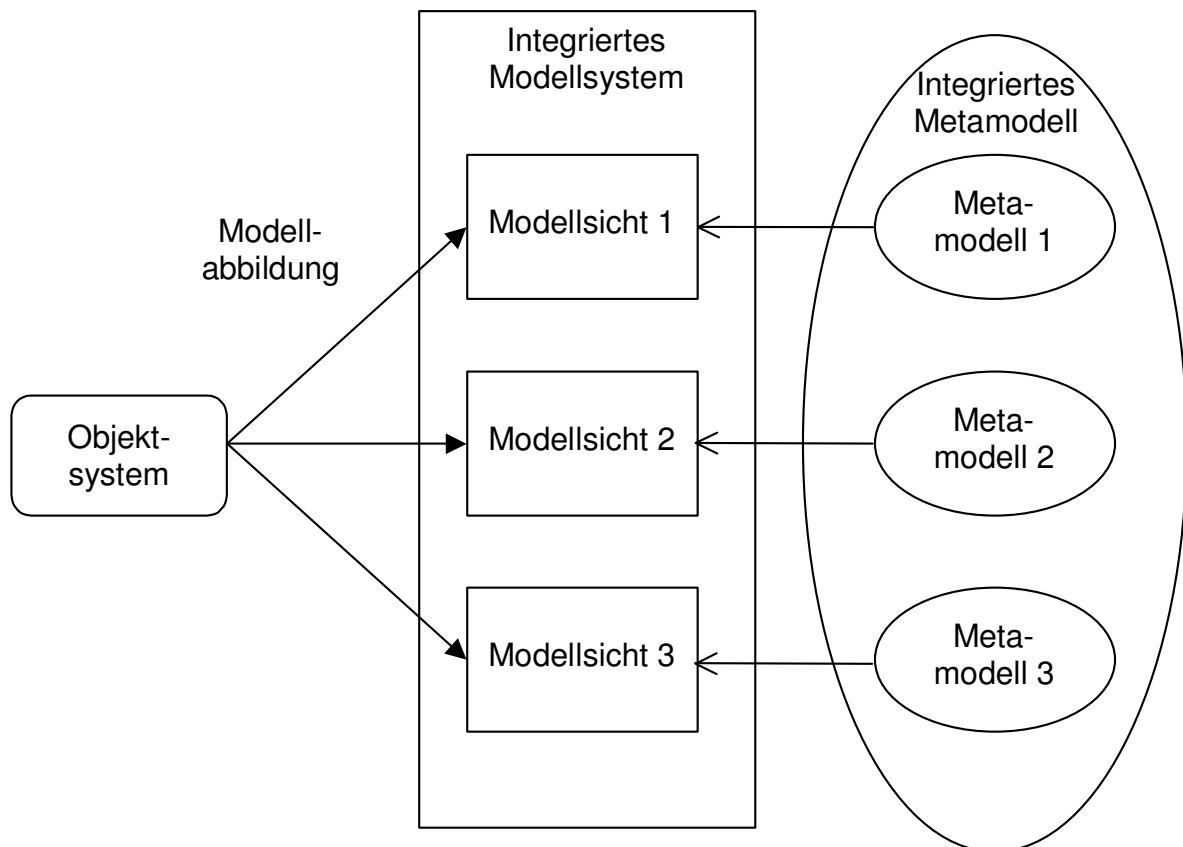 Integriertes
Modellsystem
Integriertes
Metamodell
Modell-
abbildung
Objekt-
system
Modellsicht 1
Modellsicht 2
Modellsicht 3
Meta-
modell 1
Meta-
modell 2
Meta-
modell 3